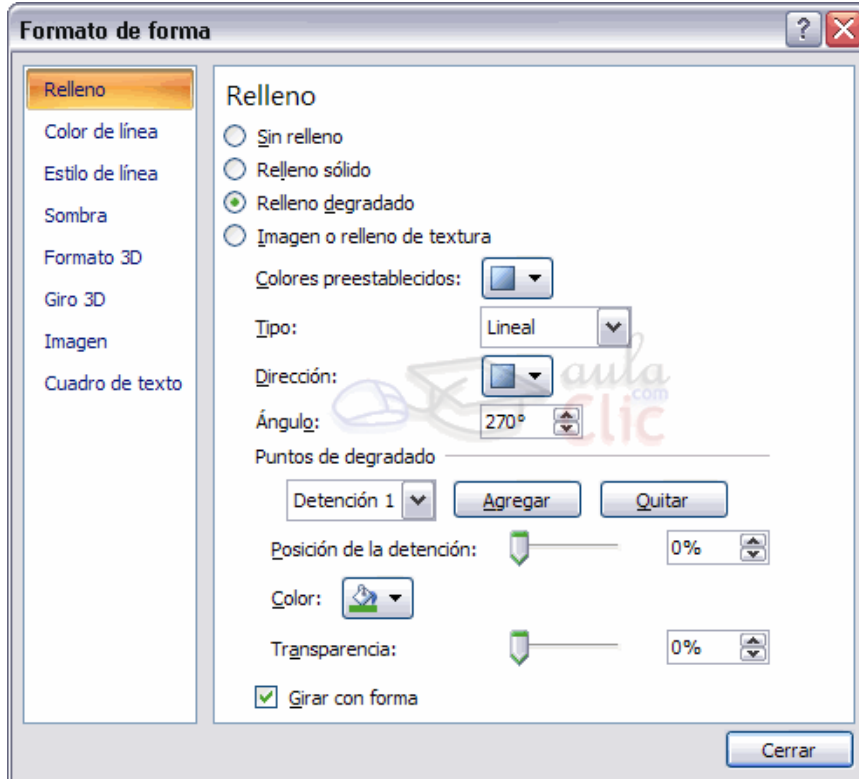 Formato de forma
Relleno
Color de línea
Estilo de línea
Sombra
Formato 3D
Giro 3D
Imagen
Cuadro de texto
Relleno
Sin relleno
Relleno sólido
Relleno degradado
Imagen o relleno de textura
Colores preestablecidos:
Tipo: Lineal
Dirección:
Ángulo: 270°
Puntos de degradado
Detención 1 Agregar Quitar
Posición de la detención: 0%
Color:
Transparencia: 0%
Girar con forma
Cerrar
aula
.com
Clic